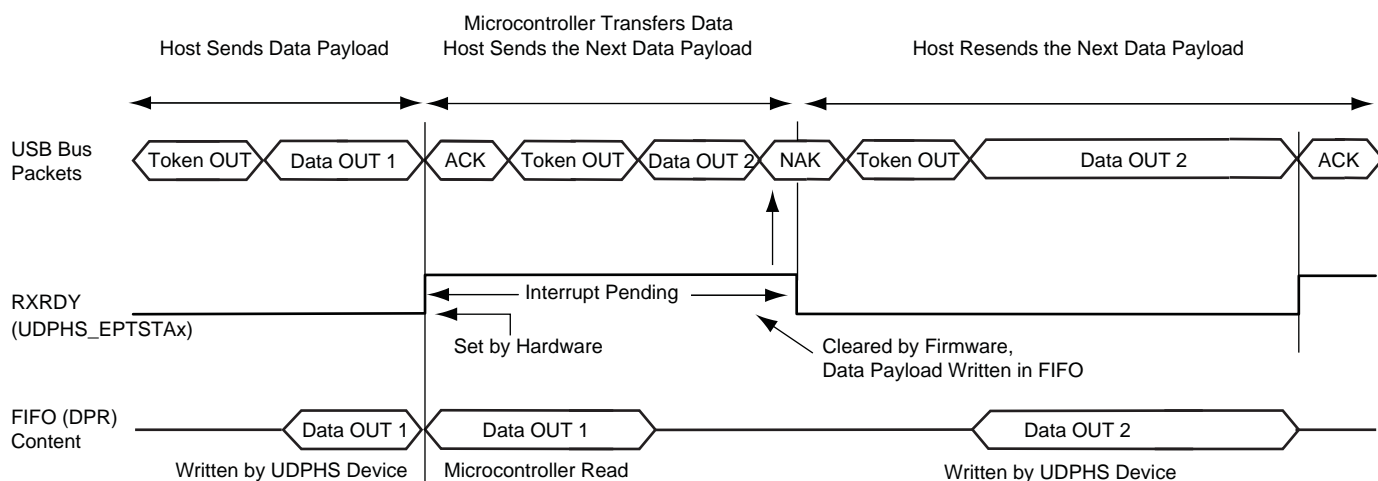 Microcontroller Transfers Data
Host Sends Data Payload Host Sends the Next Data Payload Host Resends the Next Data Payload
USB Bus
Packets
Token OUT Data OUT 1 ACK Token OUT Data OUT 2 NAK Token OUT Data OUT 2 ACK
RXRDY
(UDPHS_EPTSTAx)
Interrupt Pending
Set by Hardware
Cleared by Firmware,
Data Payload Written in FIFO
FIFO (DPR)
Content
Data OUT 1 Data OUT 1 Data OUT 2
Written by UDPHS Device Microcontroller Read Written by UDPHS Device